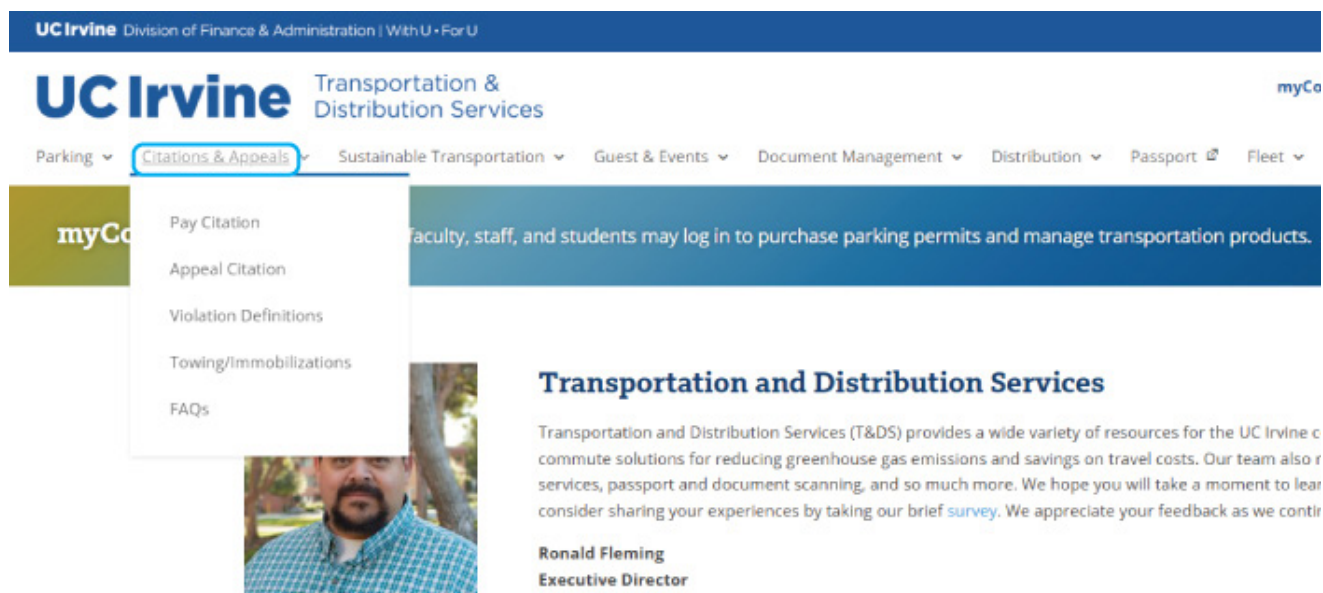 UC Irvine Division of Finance & Administration | With U • For U
UC Irvine Transportation &
Distribution Services
Parking Citations & Appeals Sustainable Transportation Guest & Events Document Management Distribution Passport Fleet
faculty, staff, and students may log in to purchase parking permits and manage transportation products.
Pay Citation
Appeal Citation
Violation Definitions
Towing/Immobilizations
FAQs
Transportation and Distribution Services
Transportation and Distribution Services (T&DS) provides a wide variety of resources for the UC Irvine
commute solutions for reducing greenhouse gas emissions and savings on travel costs. Our team also
services, passport and document scanning, and so much more. We hope you will take a moment to
consider sharing your experiences by taking our brief survey. We appreciate your feedback as we
Ronald Fleming
Executive Director